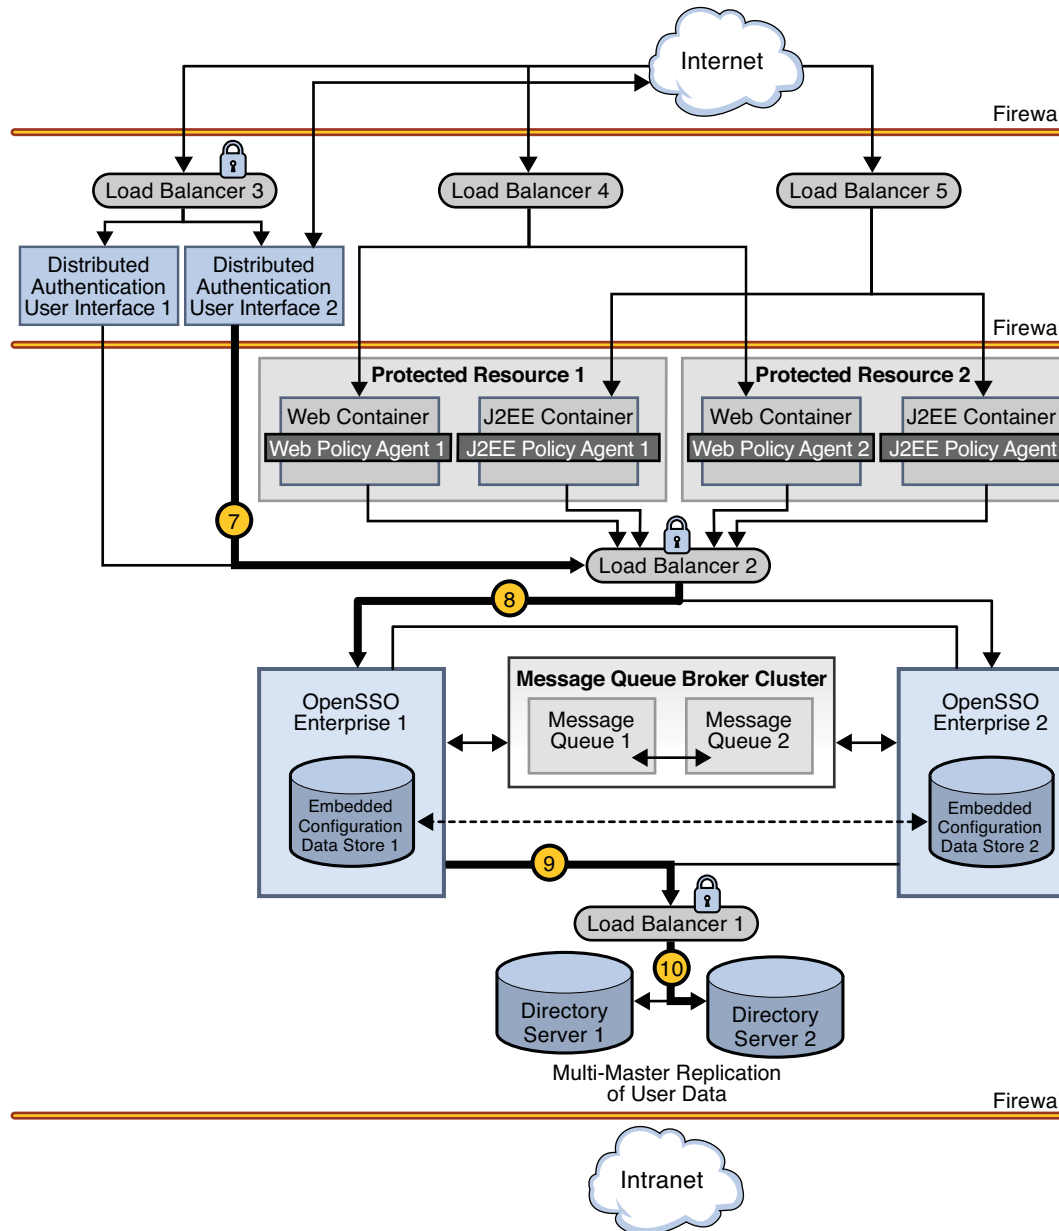 Internet
Firewa
Load Balancer 3
Load Balancer 4
Load Balancer 5
Distributed
Authentication
User Interface 1
Distributed
Authentication
User Interface 2
Firewa
Protected Resource 1
Protected Resource 2
Web Container
J2EE Container
Web Container
J2EE Container
Web Policy Agent 1
J2EE Policy Agent 1
Web Policy Agent 2
J2EE Policy Agent
7
Load Balancer 2
8
OpenSSO
Enterprise 1
Message Queue Broker Cluster
Message
Queue 1
Message
Queue 2
OpenSSO
Enterprise 2
Embedded
Configuration
Data Store 1
Embedded
Configuration
Data Store 2
9
Load Balancer 1
10
Directory
Server 1
Directory
Server 2
Multi-Master Replication
of User Data
Firewa
Intranet